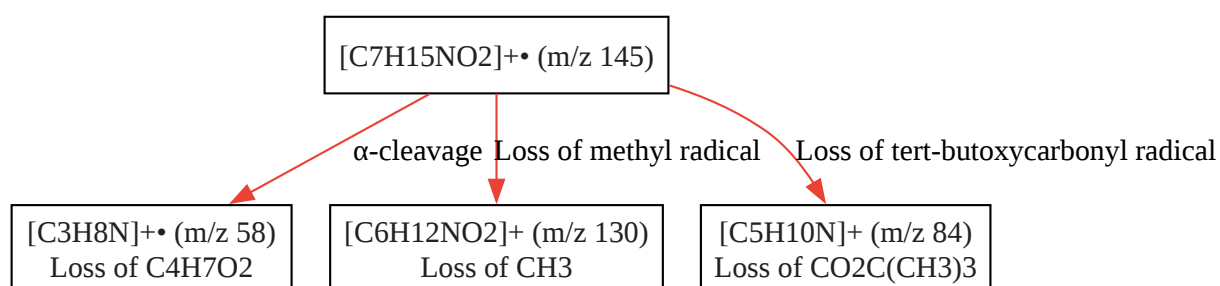 [C7H15NO2]+• (m/z 145)
α-cleavage
Loss of methyl radical
Loss of tert-butoxycarbonyl radical
[C3H8N]+• (m/z 58)
Loss of C4H7O2
[C6H12NO2]+ (m/z 130)
Loss of CH3
[C5H10N]+ (m/z 84)
Loss of CO2C(CH3)3